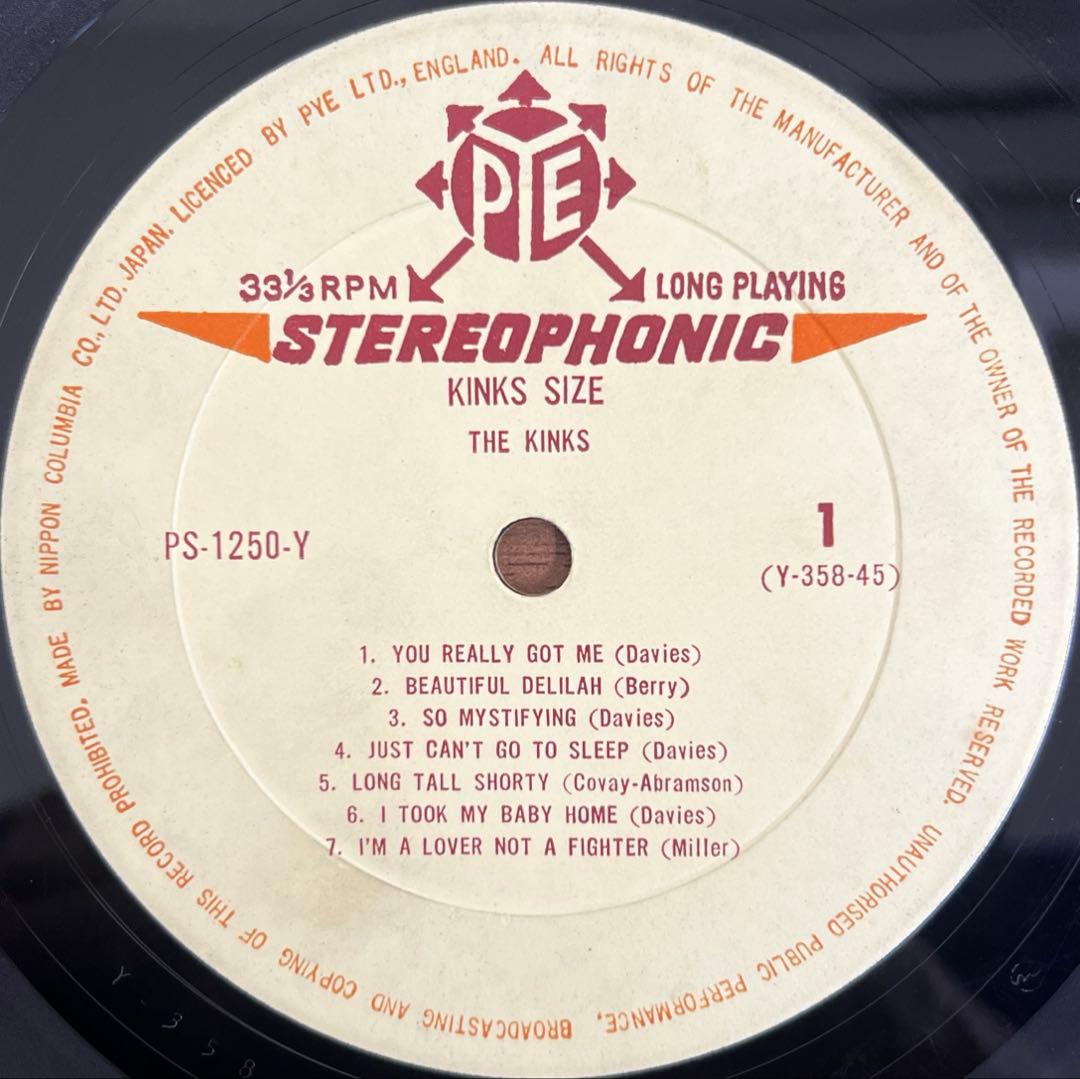 MADE BY NIPPON COLUMBIA CO., LTD. JAPAN. LICENCED BY PYE LTD., ENGLAND. ALL RIGHTS OF THE MANUFACTURER AND OF THE OWNER OF THE RECORDED WORK RESERVED. UNAUTHORISED PUBLIC PERFORMANCE, BROADCASTING AND COPYING OF THIS RECORD PROHIBITED.
PYE
33⅓ RPM LONG PLAYING
STEREOPHONIC
KINKS SIZE
THE KINKS
PS-1250-Y
1
(Y-358-45)
1. YOU REALLY GOT ME (Davies)
2. BEAUTIFUL DELILAH (Berry)
3. SO MYSTIFYING (Davies)
4. JUST CAN'T GO TO SLEEP (Davies)
5. LONG TALL SHORTY (Covay-Abramson)
6. I TOOK MY BABY HOME (Davies)
7. I'M A LOVER NOT A FIGHTER (Miller)
Y-358